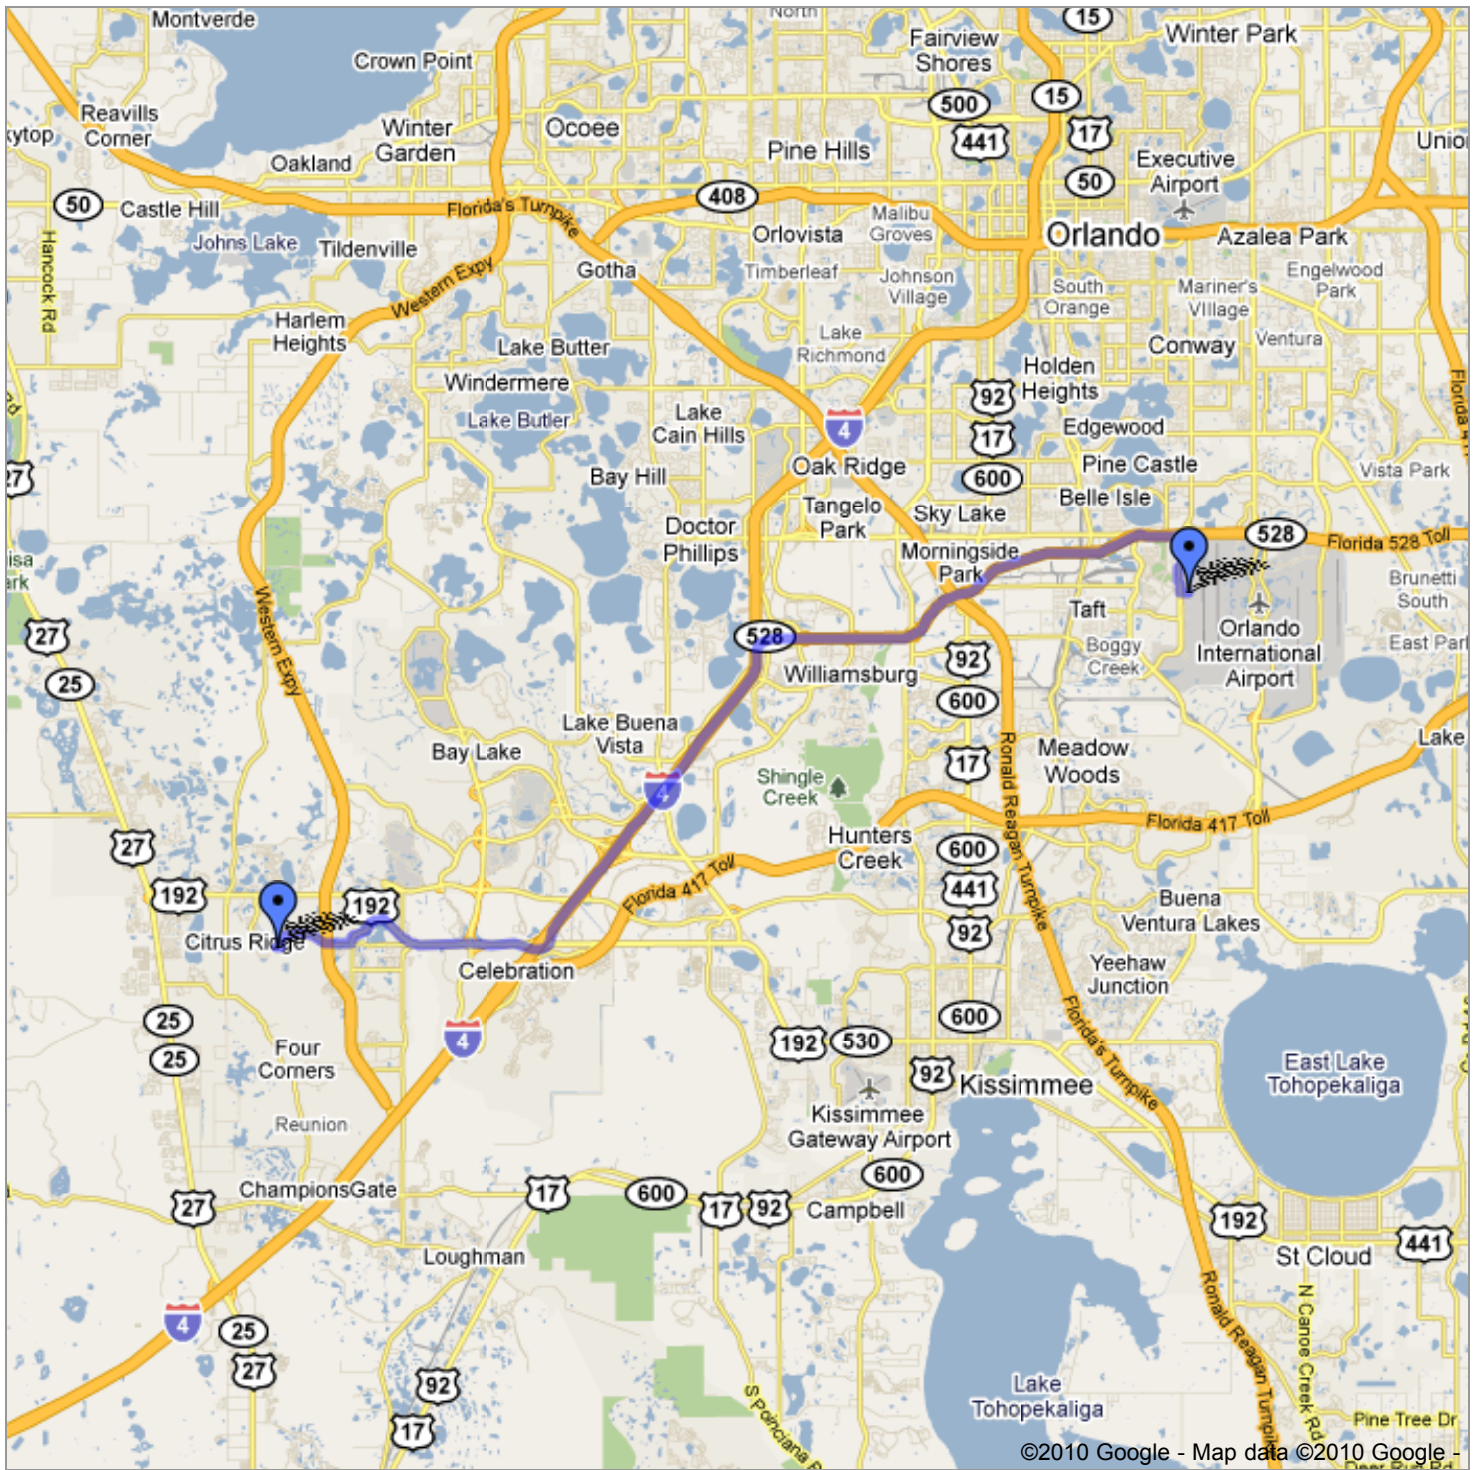 Montverde
North
15
Winter Park
Fairview
Shores
Crown Point
Reavills
Corner
500
15
441
17
Winter
Garden
Ocoee
Pine Hills
Oakland
Executive
Airport
50
50
Castle Hill
408
Florida's Turnpike
Malibu
Groves
Johns Lake
Tildenville
Orlovista
Orlando
Azalea Park
Hancock Rd
Gotha
Timberleaf
Johnson
Village
South
Orange
Mariner's
Village
Engelwood
Park
Western Expy
Harlem
Heights
Lake Butter
Lake
Richmond
Conway
Ventura
Windermere
Holden
Heights
92
Lake Butler
Lake
Cain Hills
4
17
Edgewood
27
Bay Hill
Oak Ridge
600
Pine Castle
Vista Park
Belle Isle
Tangelo
Park
Sky Lake
Doctor
Phillips
528
Florida 528 Toll
Morningside
Park
Brunetti
South
Western Expy
27
528
Taft
Orlando
International
Airport
Boggy
Creek
25
Williamsburg
92
600
Lake Buena
Vista
Bay Lake
17
Meadow
Woods
Lake
Shingle
Creek
4
Ronald Reagan Turnpike
Florida 417 Toll
Hunters
Creek
27
600
Florida 417 Toll
192
192
441
92
Buena
Ventura Lakes
Citrus Ridge
Celebration
Yeehaw
Junction
25
25
4
600
Florida's Turnpike
Four
Corners
192
530
92
Kissimmee
East Lake
Tohopekaliga
Reunion
Kissimmee
Gateway Airport
600
ChampionsGate
27
17
600
17
92
Campbell
192
441
Loughman
St Cloud
4
25
27
92
17
Ronald Reagan Turnpike
N Canoe Creek Rd
Lake
Tohopekaliga
S Poinciana
Pine Tree Dr
©2010 Google - Map data ©2010 Google -